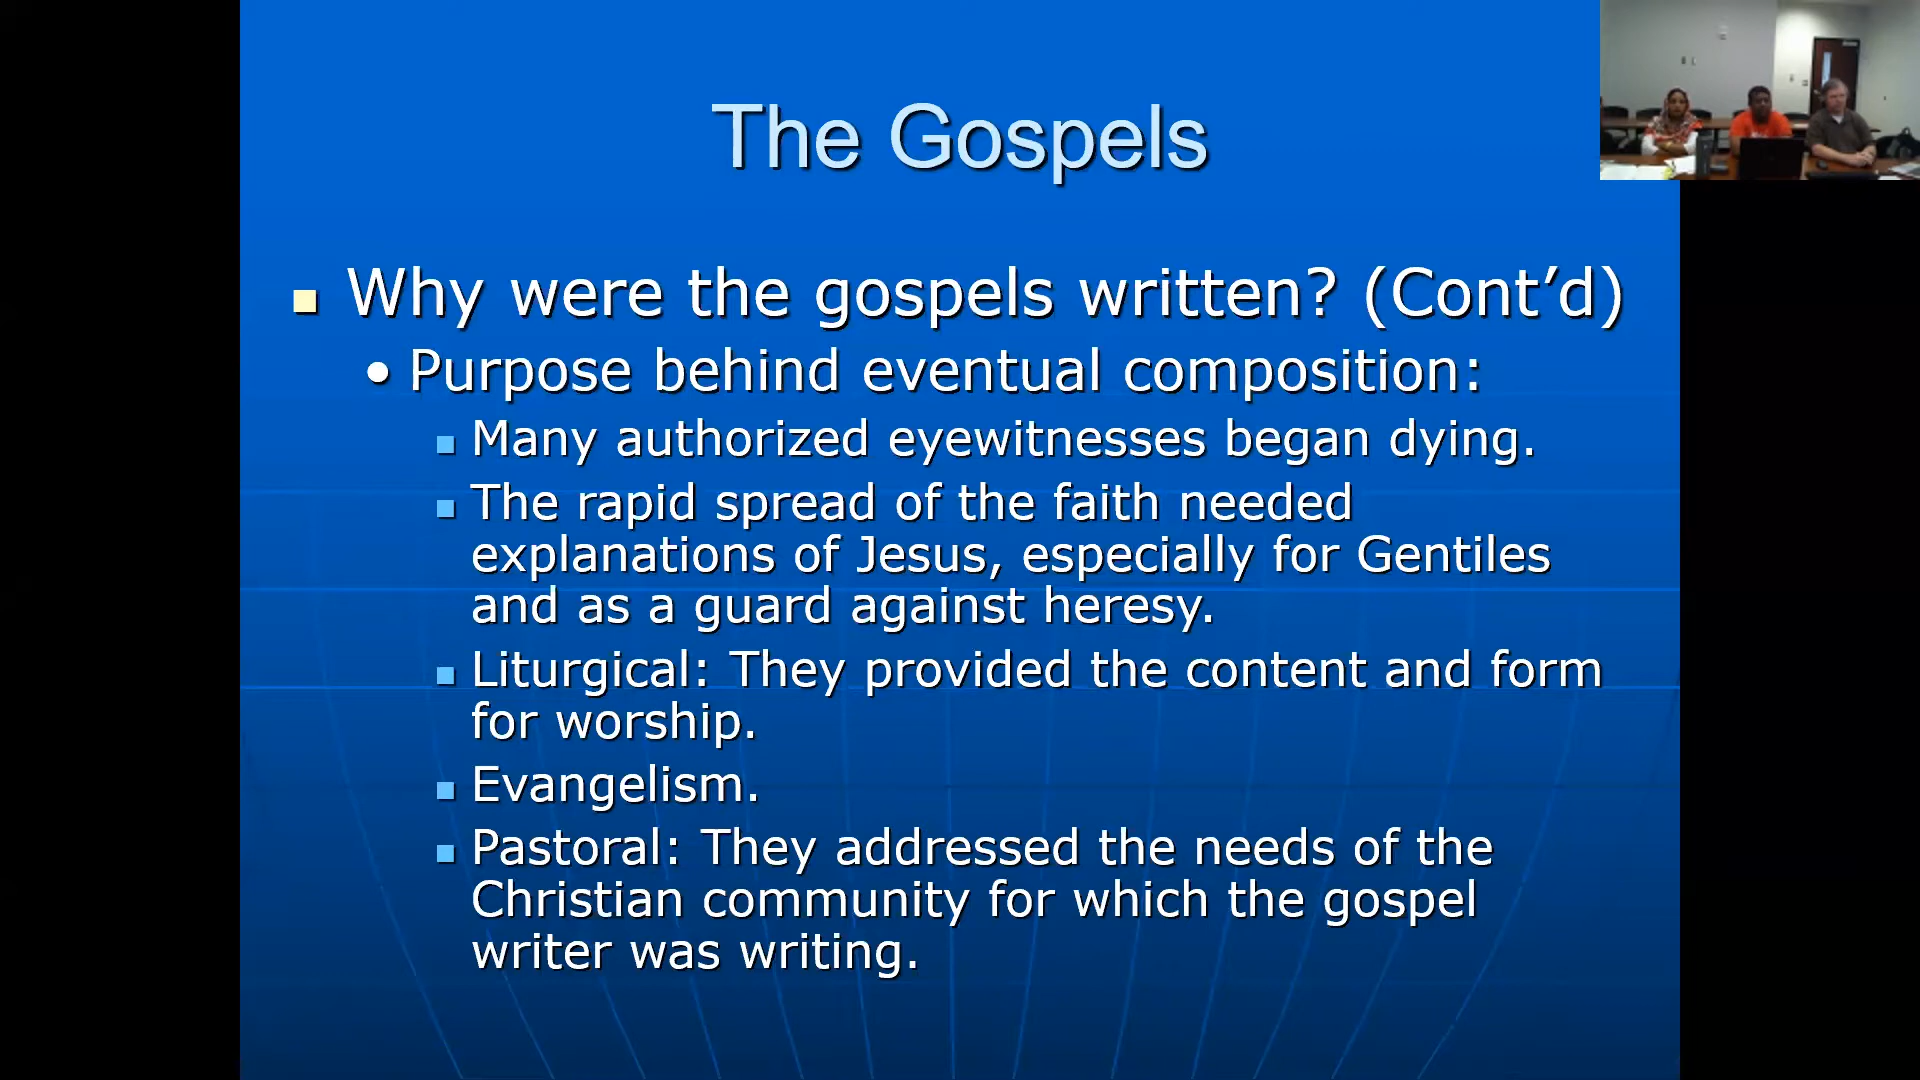 The Gospels
Why were the gospels written? (Cont’d)
Purpose behind eventual composition:
Many authorized eyewitnesses began dying.
The rapid spread of the faith needed
explanations of Jesus, especially for Gentiles
and as a guard against heresy.
Liturgical: They provided the content and form
for worship.
Evangelism.
Pastoral: They addressed the needs of the
Christian community for which the gospel
writer was writing.